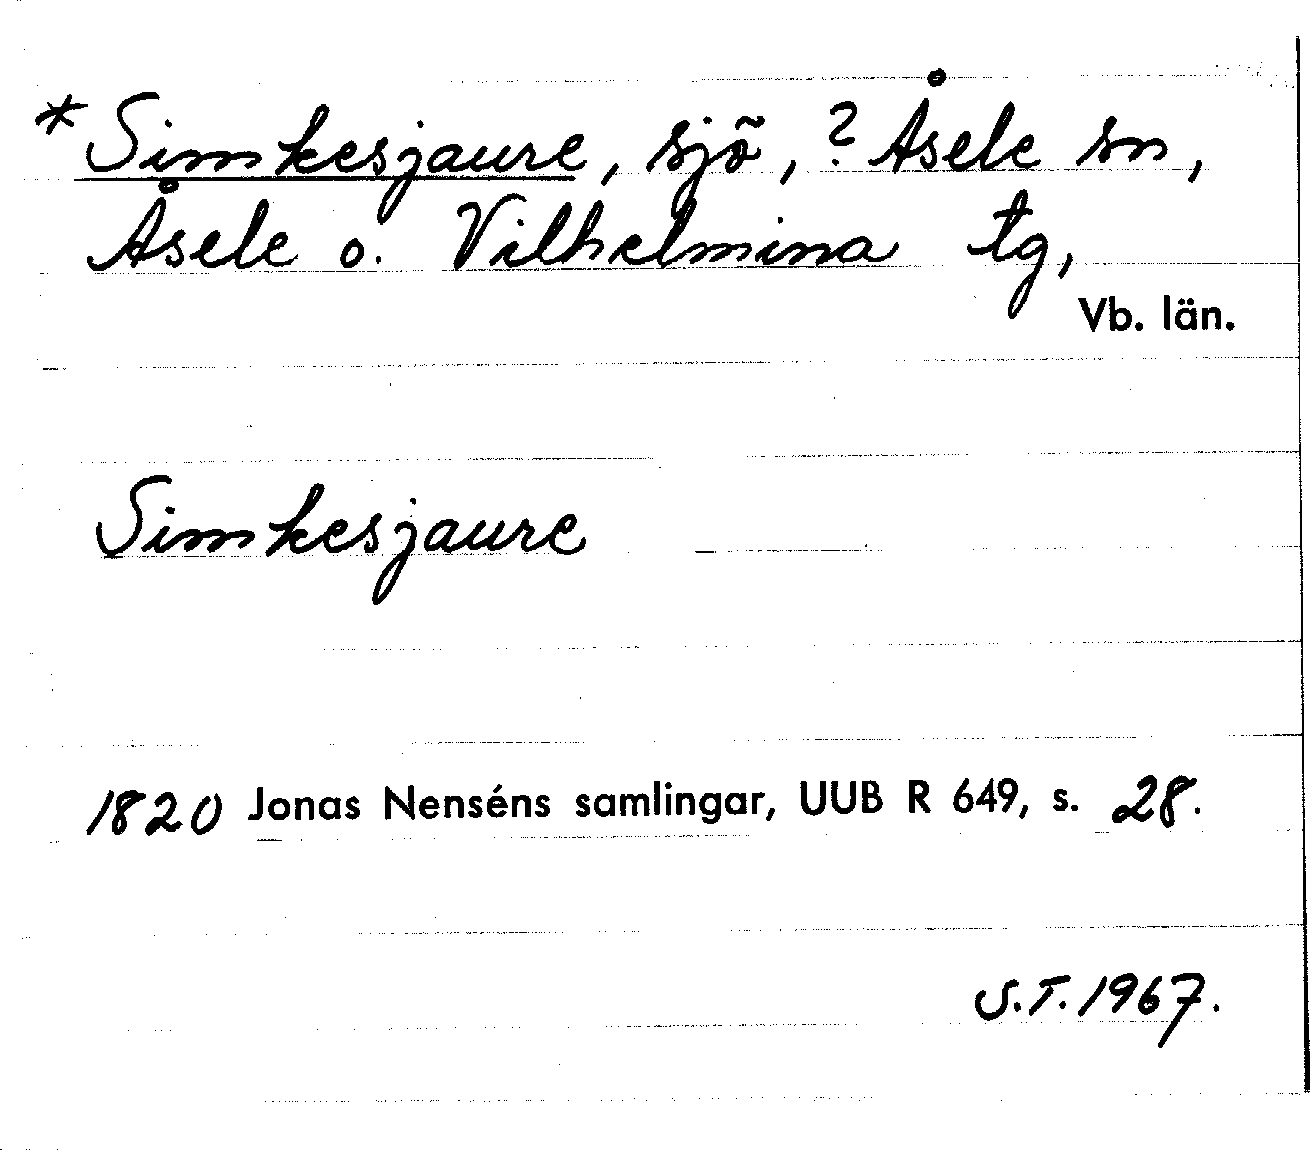 *Simkesjaure, sjö, ? Åsele sn,
Åsele o. Vilhelmina tg,
Vb. län.
Simkesjaure
1820 Jonas Nenséns samlingar, UUB R 649, s. 28.
S.T. 1967.